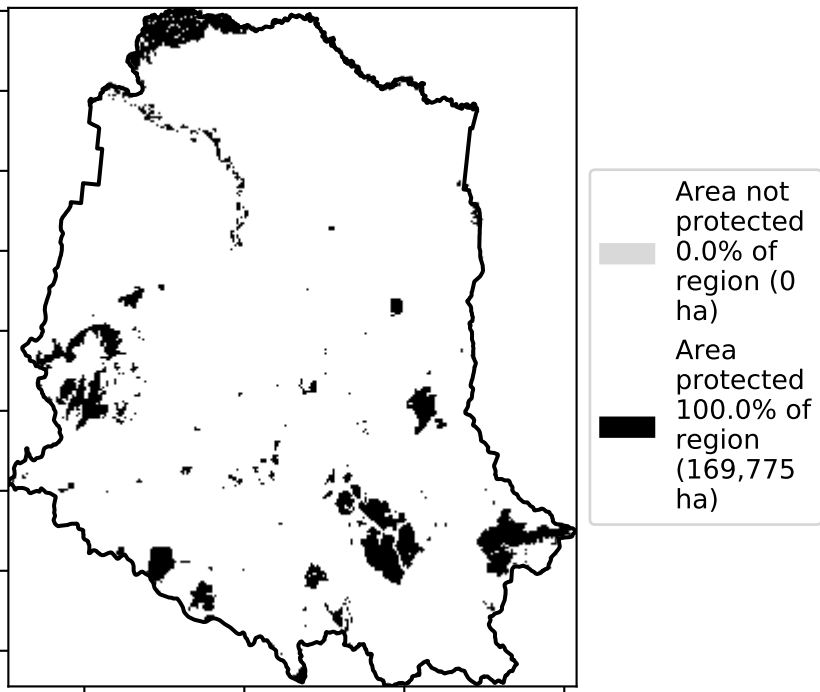 Area not
protected
0.0% of
region (0
ha)
Area
protected
100.0% of
region
(169,775
ha)